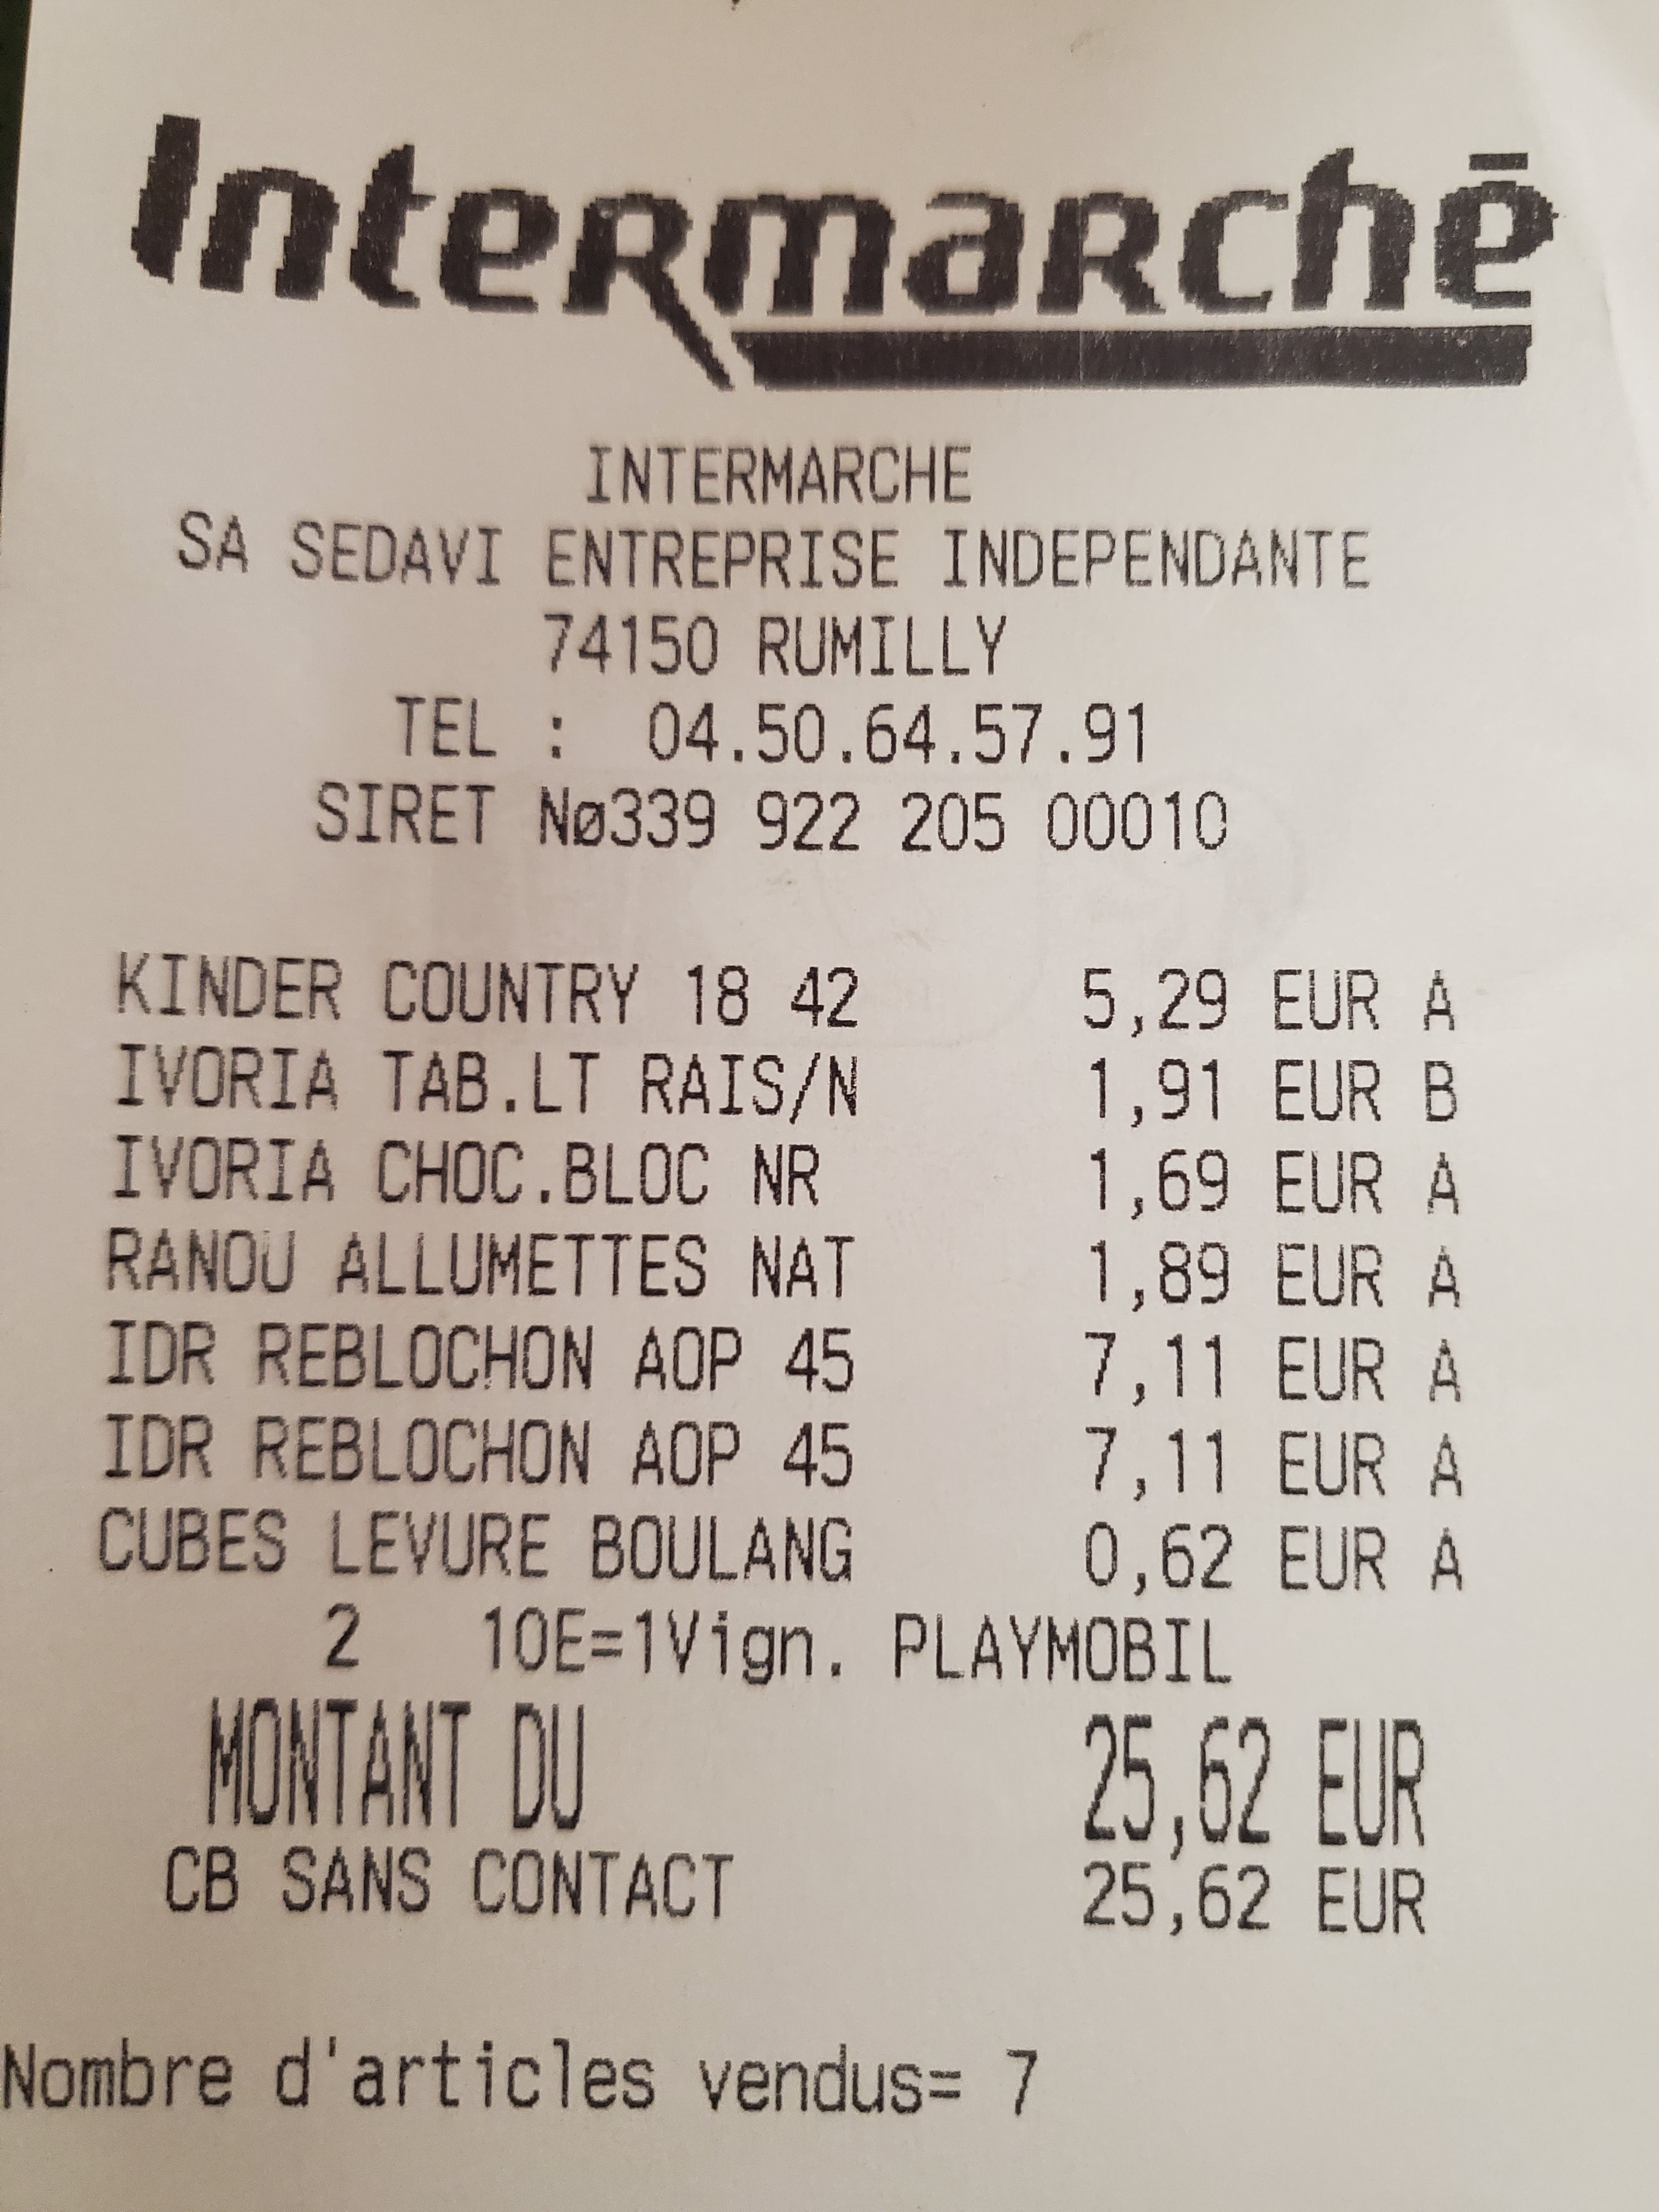 Intermarchē
INTERMARCHE
SA SEDAVI ENTREPRISE INDEPENDANTE
74150 RUMILLY
TEL : 04.50.64.57.91
SIRET Nø339 922 205 00010
KINDER COUNTRY 18 42 5,29 EUR A
IVORIA TAB.LT RAIS/N 1,91 EUR B
IVORIA CHOC.BLOC NR 1,69 EUR A
RANOU ALLUMETTES NAT 1,89 EUR A
IDR REBLOCHON AOP 45 7,11 EUR A
IDR REBLOCHON AOP 45 7,11 EUR A
CUBES LEVURE BOULANG 0,62 EUR A
2 10E=1Vign. PLAYMOBIL
MONTANT DU 25,62 EUR
CB SANS CONTACT 25,62 EUR
Nombre d'articles vendus= 7